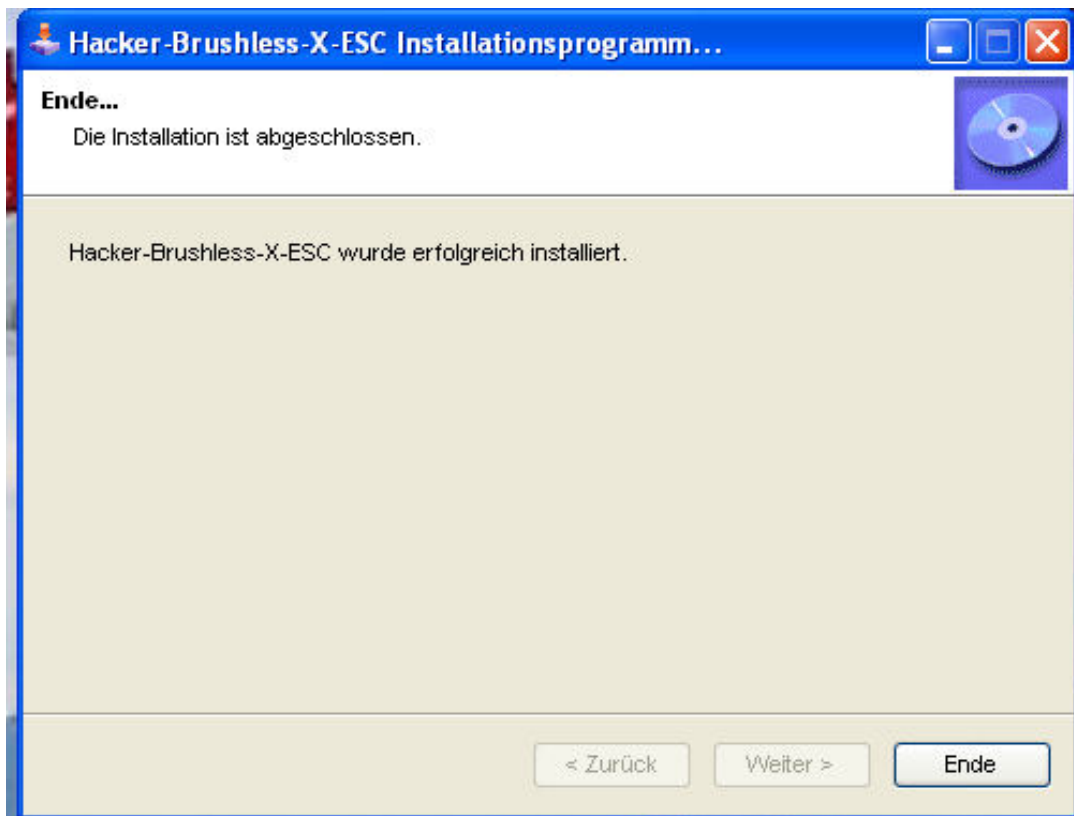 Hacker-Brushless-X-ESC Installationsprogramm...
Ende...
Die Installation ist abgeschlossen.
Hacker-Brushless-X-ESC wurde erfolgreich installiert.
< Zurück Weiter > Ende